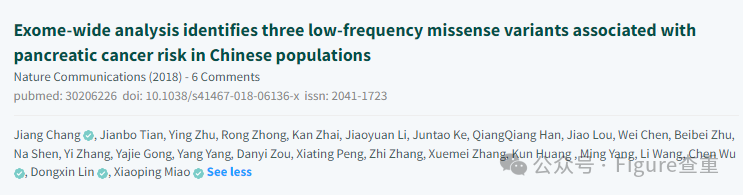 Exome-wide analysis identifies three low-frequency missense variants associated with
pancreatic cancer risk in Chinese populations
Nature Communications (2018) - 6 Comments
pubmed: 30206226 doi: 10.1038/s41467-018-06136-x issn: 2041-1723
Jiang Chang, Jianbo Tian, Ying Zhu, Rong Zhong, Kan Zhai, Jiaoyuan Li, Juntao Ke, QiangQiang Han, Jiao Lou, Wei Chen, Beibei Zhu,
Na Shen, Yi Zhang, Yajie Gong, Yang Yang, Danyi Zou, Xiating Peng, Zhi Zhang, Xuemei Zhang, Kun Huang , Ming Yang, Li Wang, Chen Wu
, Dongxin Lin, Xiaoping Miao See less
公众号 · Figure查重